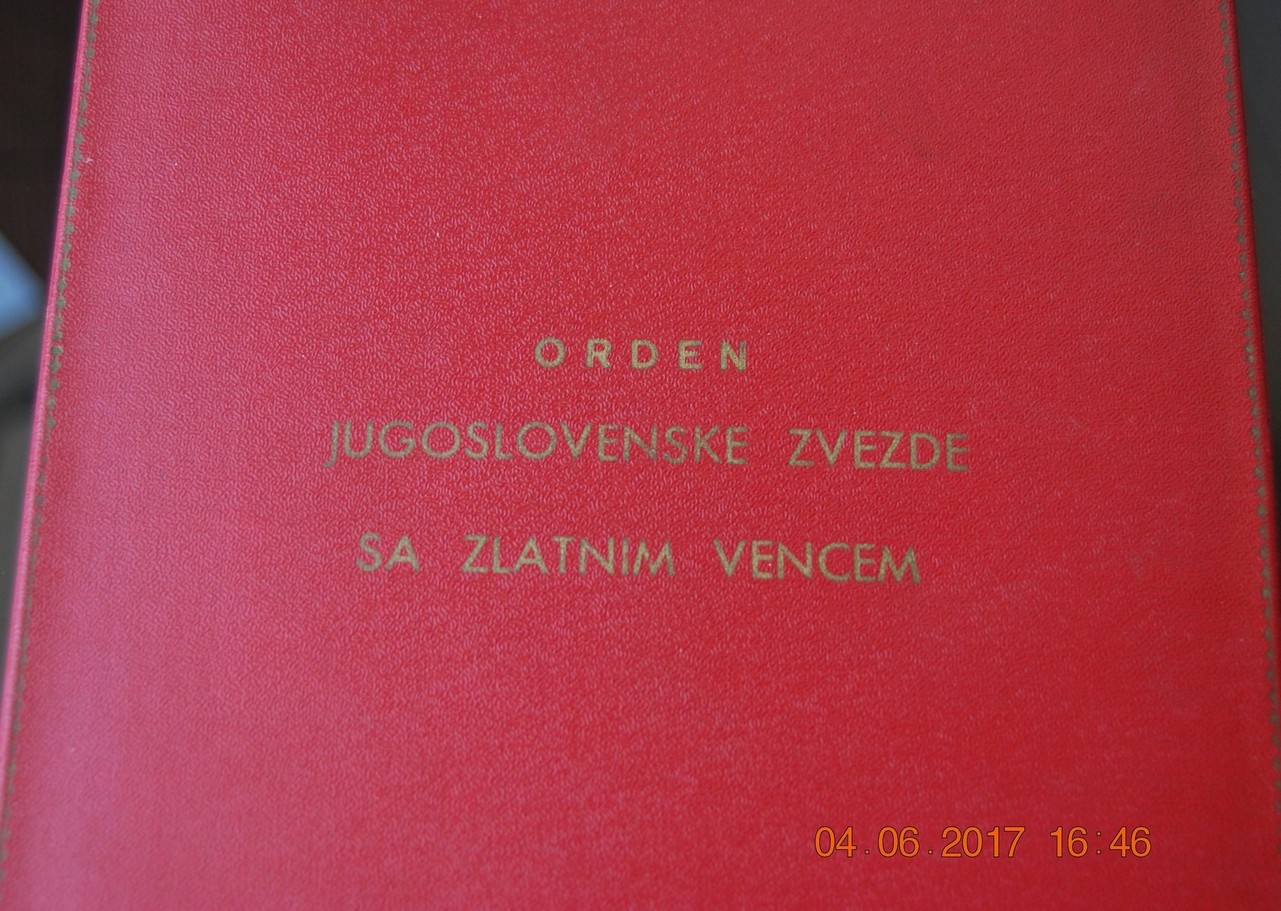 ORDEN
JUGOSLOVENSKE ZVEZDE
SA ZLATNIM VENCEM
04.06.2017 16:46